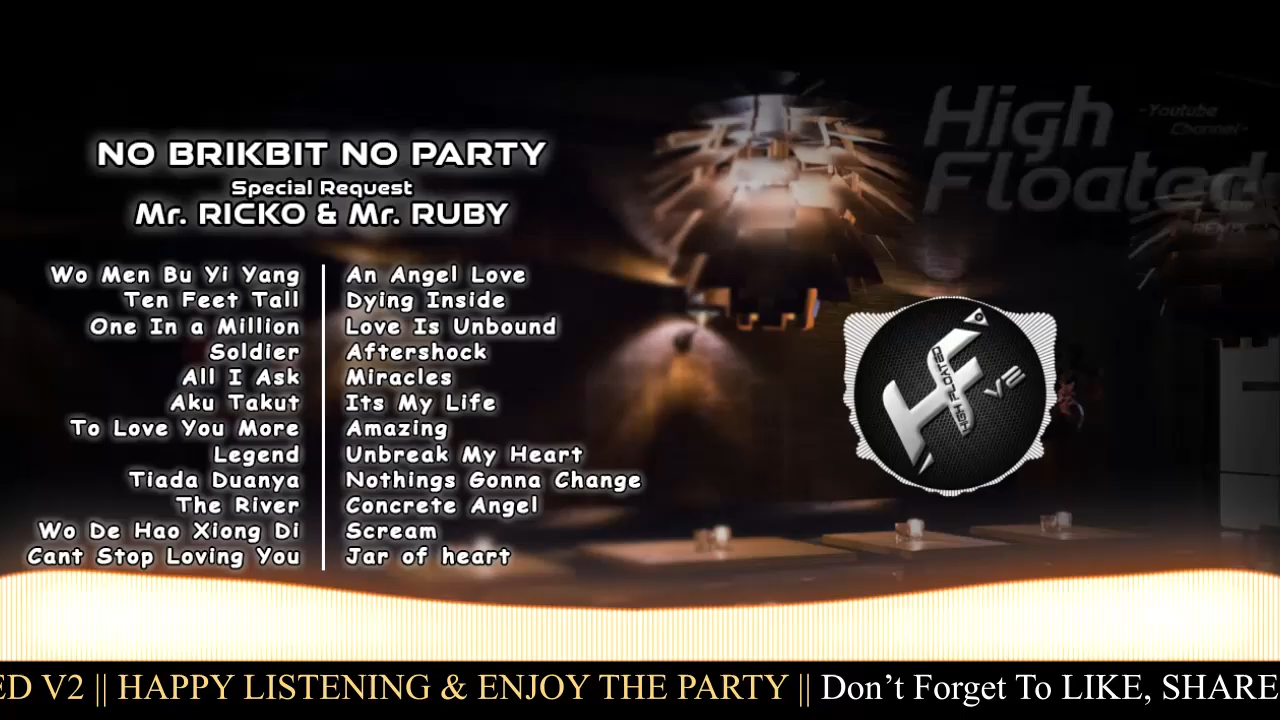 NO BRIKBIT NO PARTY
Special Request
Mr. RICKO & Mr. RUBY
Wo Men Bu Yi Yang
Ten Feet Tall
One In a Million
Soldier
All I Ask
Aku Takut
To Love You More
Legend
Tiada Duanya
The River
Wo De Hao Xiong Di
Cant Stop Loving You
An Angel Love
Dying Inside
Love Is Unbound
Aftershock
Miracles
Its My Life
Amazing
Unbreak My Heart
Nothings Gonna Change
Concrete Angel
Scream
Jar of heart
High
Floated
-Youtube
Channel-
REMIX
HIGH FLOATED
V2
ED V2 || HAPPY LISTENING & ENJOY THE PARTY || Don’t Forget To LIKE, SHARE